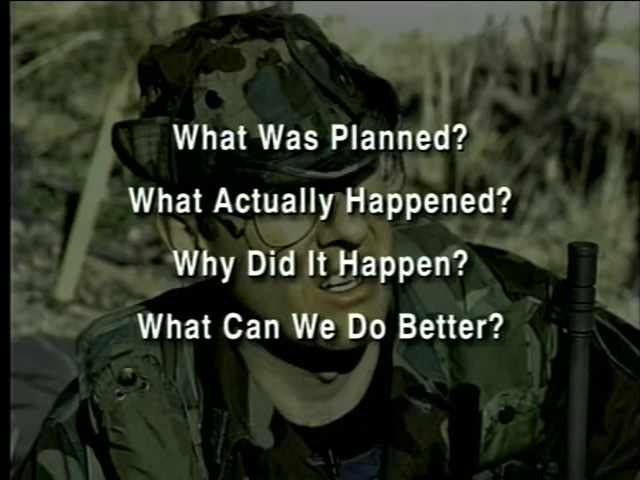 What Was Planned?
What Actually Happened?
Why Did It Happen?
What Can We Do Better?